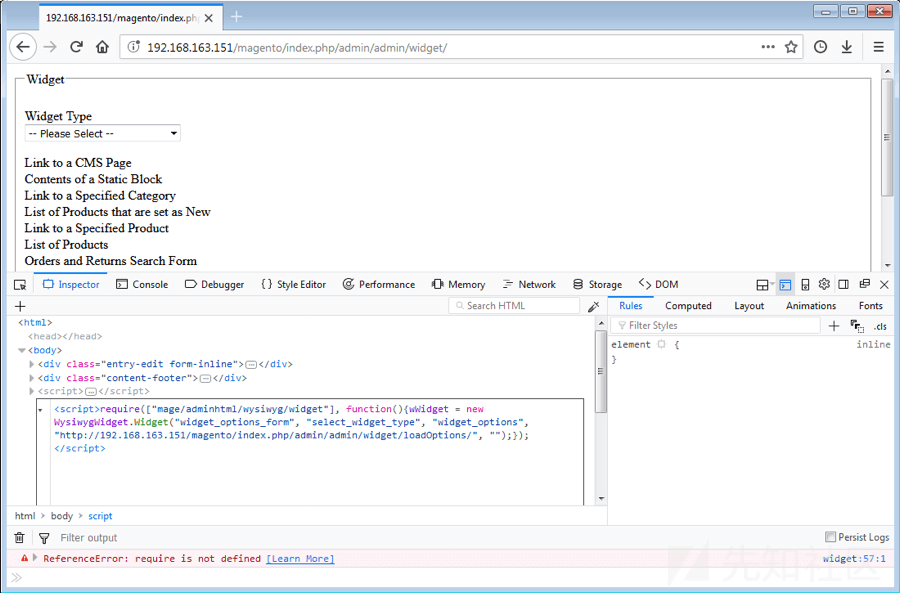 192.168.163.151/magento/index.ph
192.168.163.151/magento/index.php/admin/admin/widget/
Widget
Widget Type
-- Please Select --
Link to a CMS Page
Contents of a Static Block
Link to a Specified Category
List of Products that are set as New
Link to a Specified Product
List of Products
Orders and Returns Search Form
Inspector Console Debugger {} Style Editor Performance Memory Network Storage DOM
+ Search HTML Rules Computed Layout Animations Fonts
Filter Styles + .cls
<html>
<head></head>
<body>
<div class="entry-edit form-inline">…</div>
<div class="content-footer">…</div>
<script>…</script>
<script>require(["mage/adminhtml/wysiwyg/widget"], function(){wWidget = new
WysiwygWidget.Widget("widget_options_form", "select_widget_type", "widget_options",
"http://192.168.163.151/magento/index.php/admin/admin/widget/loadOptions/", "");});
</script>
element { inline
}
html > body > script
Filter output Persist Logs
ReferenceError: require is not defined [Learn More] widget:57:1
先知社区